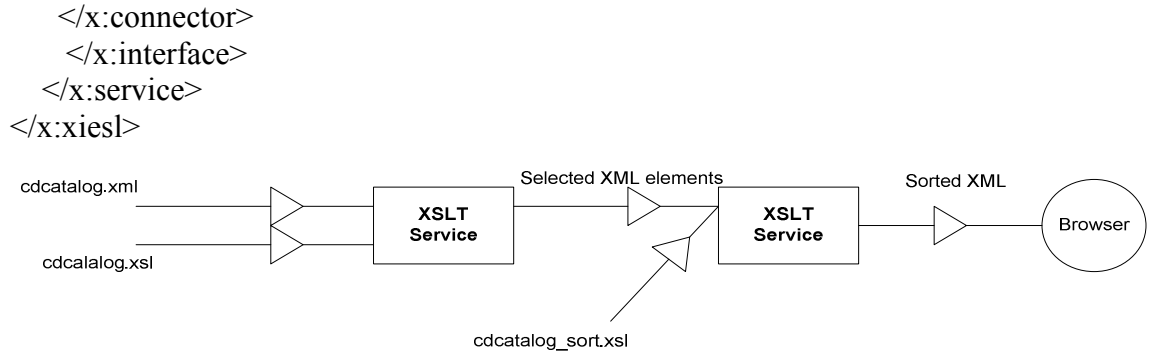 </x:connector>
</x:interface>
</x:service>
</x:xiesl>
cdcatalog.xml
cdcalalog.xsl
XSLT
Service
Selected XML elements
cdcatalog_sort.xsl
XSLT
Service
Sorted XML
Browser